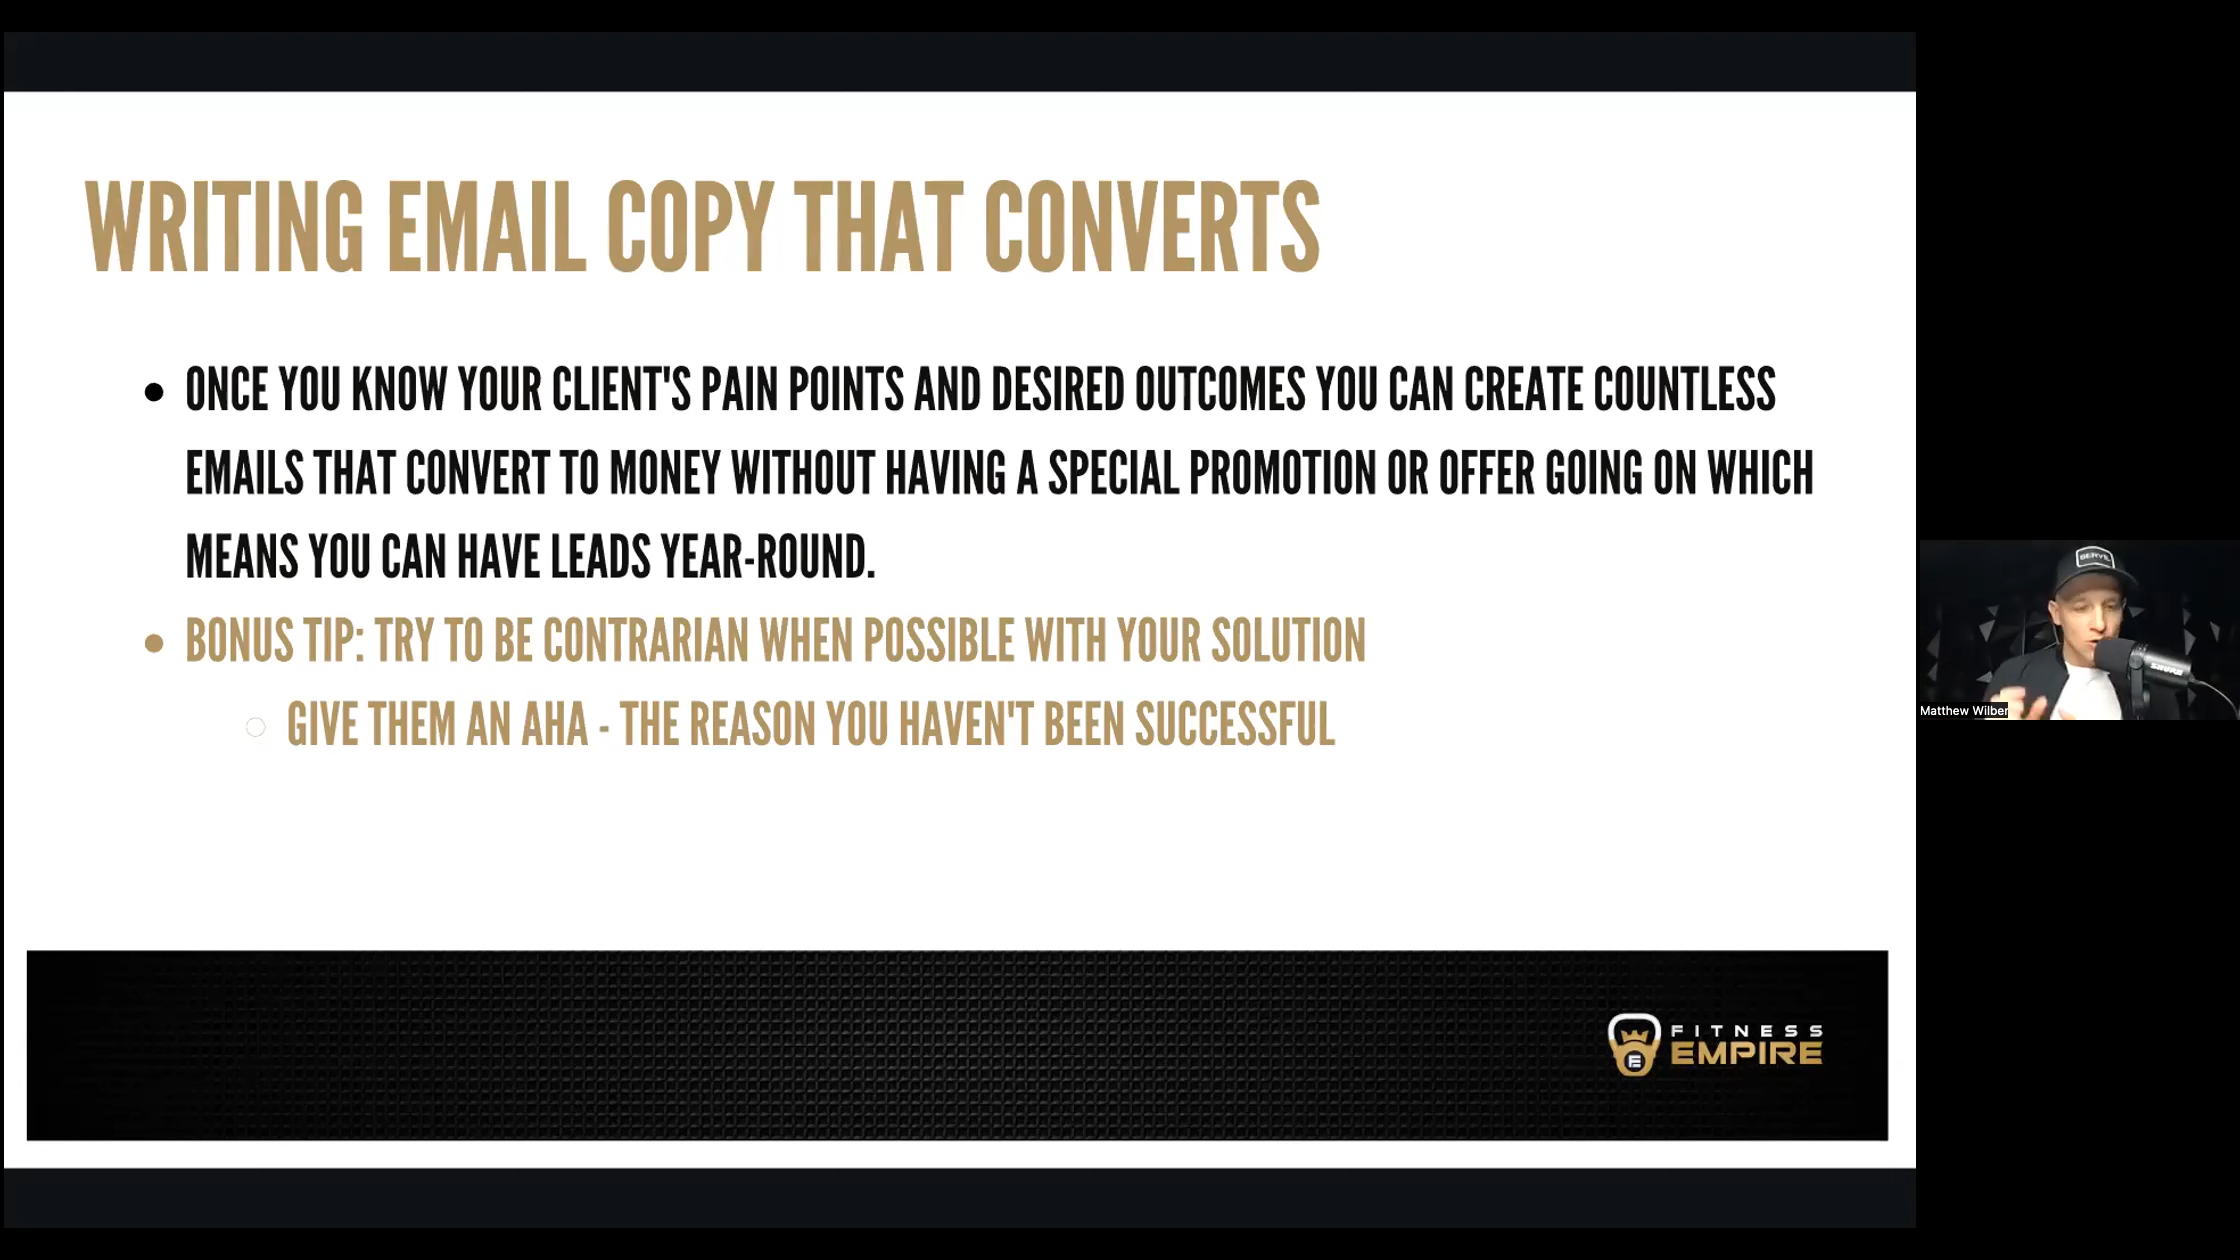 WRITING EMAIL COPY THAT CONVERTS
• ONCE YOU KNOW YOUR CLIENT'S PAIN POINTS AND DESIRED OUTCOMES YOU CAN CREATE COUNTLESS
EMAILS THAT CONVERT TO MONEY WITHOUT HAVING A SPECIAL PROMOTION OR OFFER GOING ON WHICH
MEANS YOU CAN HAVE LEADS YEAR-ROUND.
• BONUS TIP: TRY TO BE CONTRARIAN WHEN POSSIBLE WITH YOUR SOLUTION
○ GIVE THEM AN AHA - THE REASON YOU HAVEN'T BEEN SUCCESSFUL
SERVE
SHURE
Matthew Wilber
E
FITNESS
EMPIRE